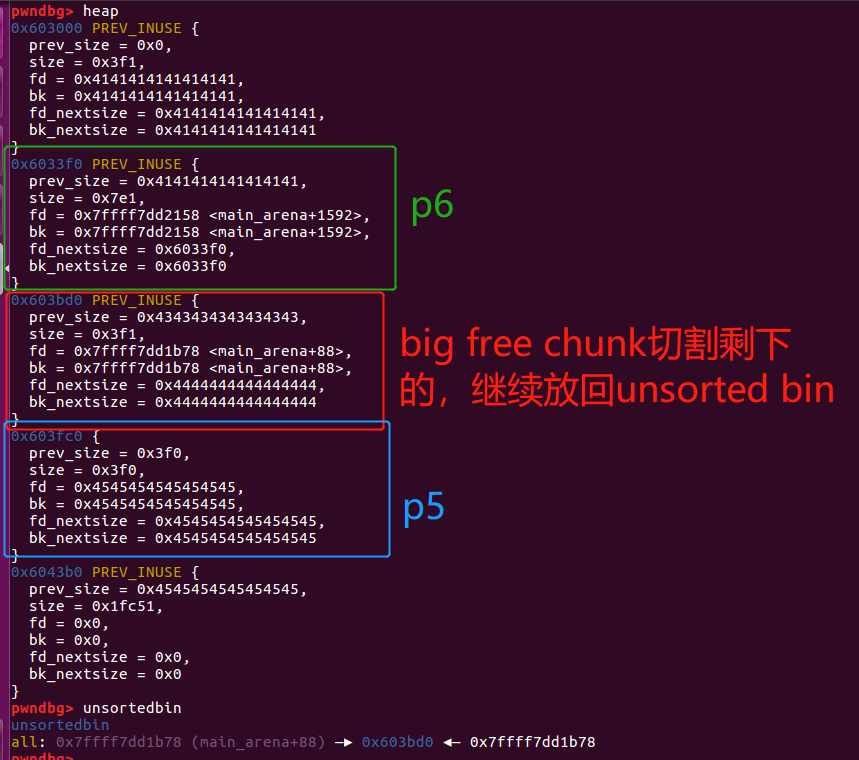 pwndbg> heap
0x603000 PREV_INUSE {
  prev_size = 0x0,
  size = 0x3f1,
  fd = 0x4141414141414141,
  bk = 0x4141414141414141,
  fd_nextsize = 0x4141414141414141,
  bk_nextsize = 0x4141414141414141
}
0x6033f0 PREV_INUSE {
  prev_size = 0x4141414141414141,
  size = 0x7e1,
  fd = 0x7ffff7dd2158 <main_arena+1592>,
  bk = 0x7ffff7dd2158 <main_arena+1592>,
  fd_nextsize = 0x6033f0,
  bk_nextsize = 0x6033f0
}
p6
0x603bd0 PREV_INUSE {
  prev_size = 0x4343434343434343,
  size = 0x3f1,
  fd = 0x7ffff7dd1b78 <main_arena+88>,
  bk = 0x7ffff7dd1b78 <main_arena+88>,
  fd_nextsize = 0x4444444444444444,
  bk_nextsize = 0x4444444444444444
}
big free chunk切割剩下
的，继续放回unsorted bin
0x603fc0 {
  prev_size = 0x3f0,
  size = 0x3f0,
  fd = 0x4545454545454545,
  bk = 0x4545454545454545,
  fd_nextsize = 0x4545454545454545,
  bk_nextsize = 0x4545454545454545
}
p5
0x6043b0 PREV_INUSE {
  prev_size = 0x4545454545454545,
  size = 0x1fc51,
  fd = 0x0,
  bk = 0x0,
  fd_nextsize = 0x0,
  bk_nextsize = 0x0
}
pwndbg> unsortedbin
unsortedbin
all: 0x7ffff7dd1b78 (main_arena+88) —▸ 0x603bd0 ◂— 0x7ffff7dd1b78
pwndbg>